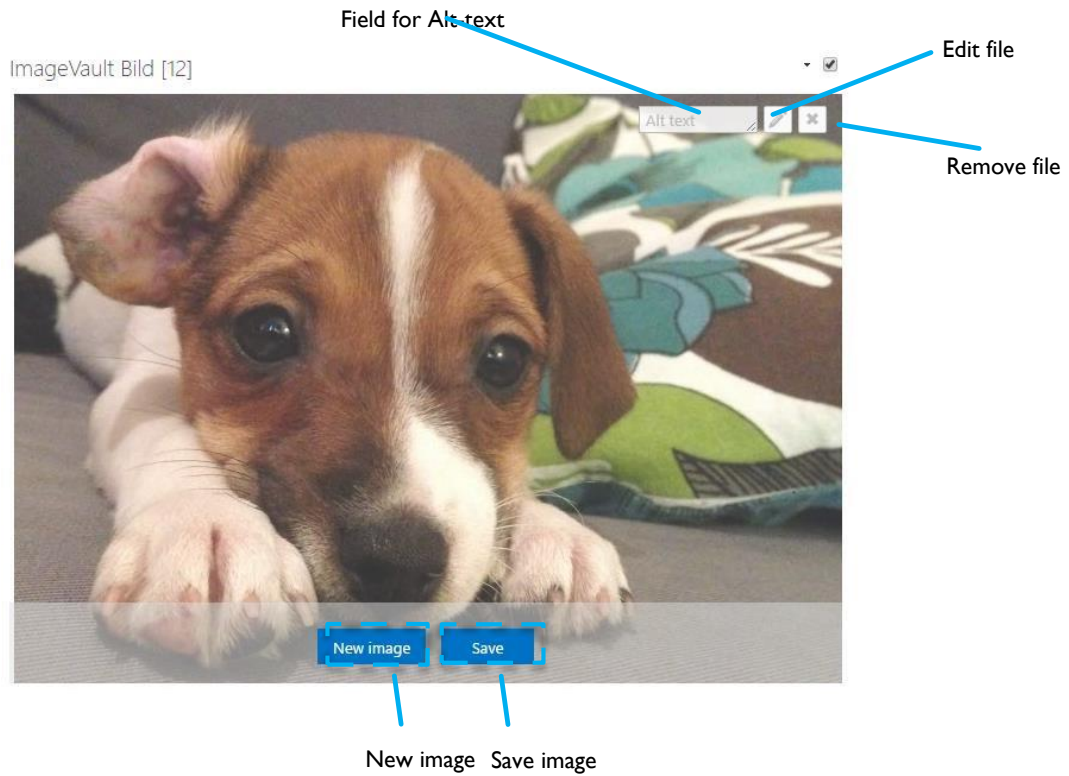 Field for Alt-text
Edit file
ImageVault Bild [12]
Alt text
Remove file
New image
Save
New image
Save image